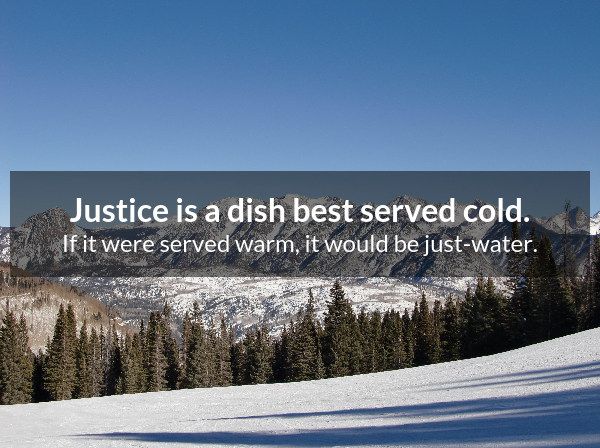 Justice is a dish best served cold.
If it were served warm, it would be just-water.